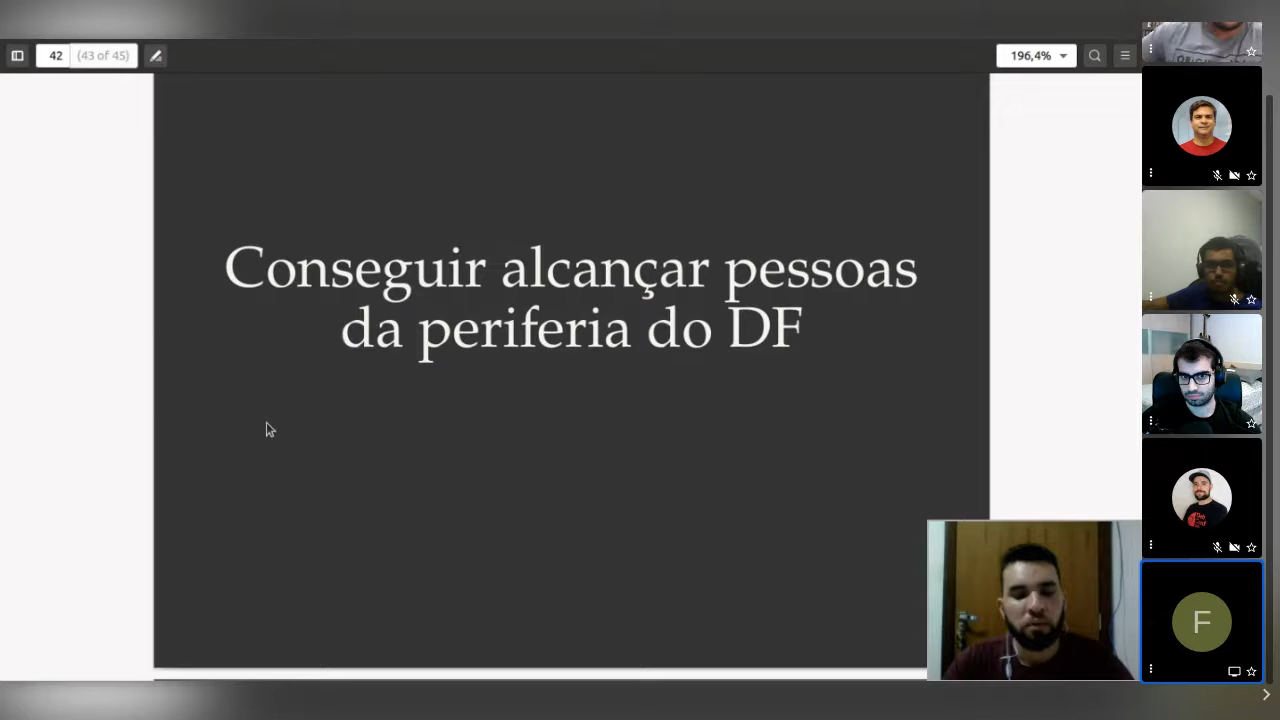 42
(43 of 45)
196,4%
Conseguir alcançar pessoas
da periferia do DF
F